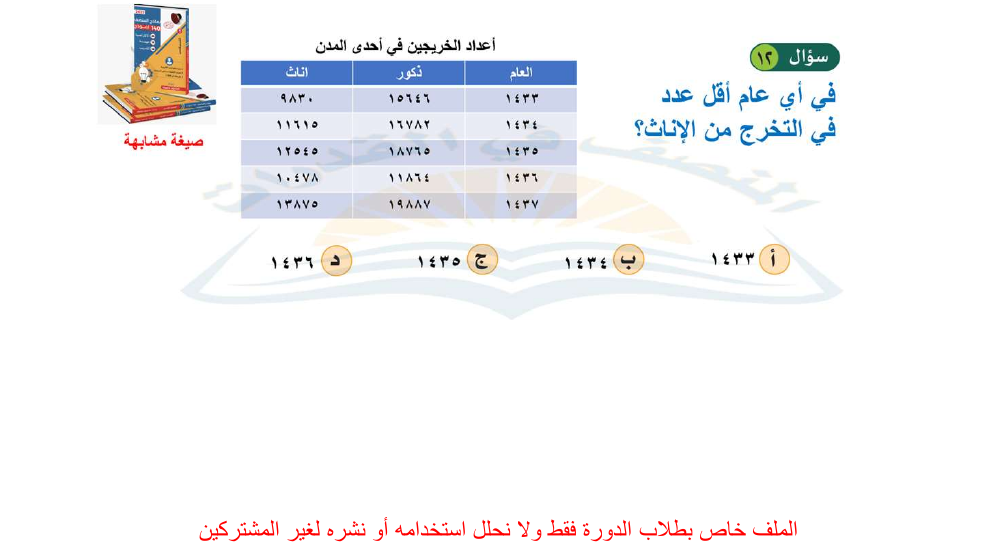 سؤال ١٢
في أي عام أقل عدد
في التخرج من الإناث؟
أعداد الخريجين في أحدى المدن
العام ذكور اناث
١٤٣٣ ١٥٦٤٦ ٩٨٣٠
١٤٣٤ ١٦٧٨٢ ١١٦١٥
١٤٣٥ ١٨٧٦٥ ١٢٥٤٥
١٤٣٦ ١١٨٦٤ ١٠٤٧٨
١٤٣٧ ١٩٨٨٧ ١٣٨٧٥
صيغة مشابهة
أ ١٤٣٣
ب ١٤٣٤
ج ١٤٣٥
د ١٤٣٦
الملف خاص بطلاب الدورة فقط ولا نحلل استخدامه أو نشره لغير المشتركين